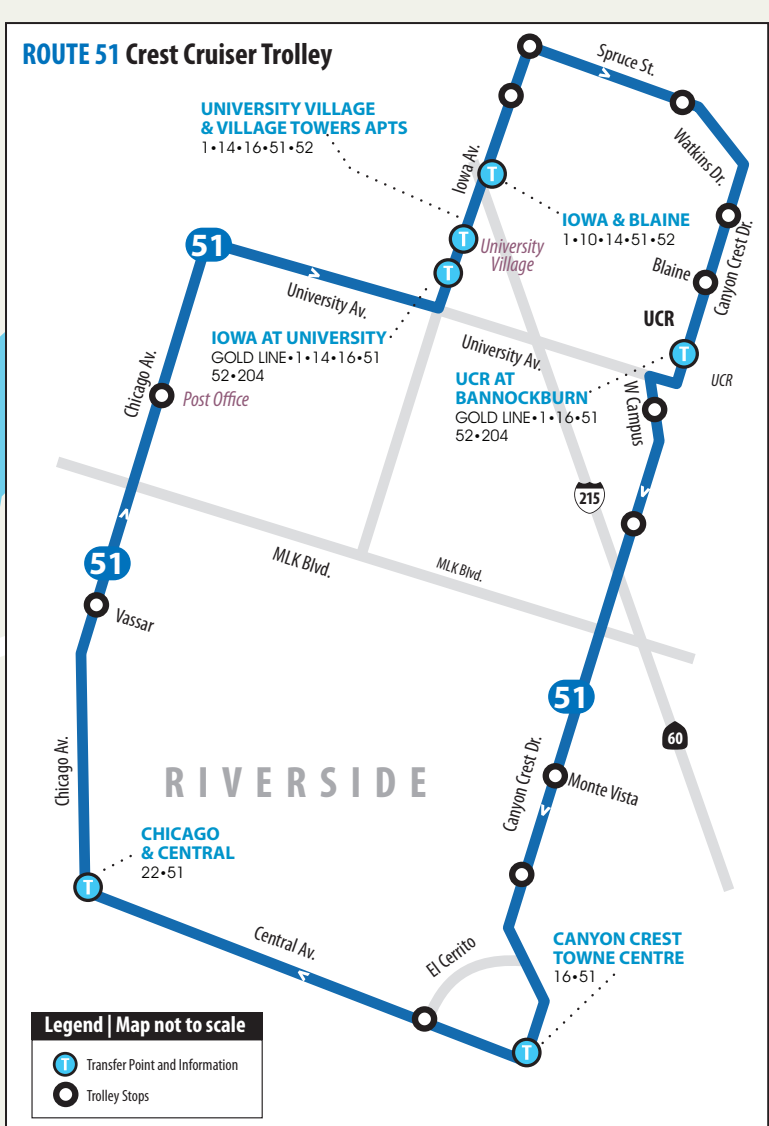 ROUTE 51 Crest Cruiser Trolley
Spruce St.
UNIVERSITY VILLAGE
& VILLAGE TOWERS APTS
1•14•16•51•52
Iowa Av.
Watkins Dr.
T
IOWA & BLAINE
1•10•14•51•52
51
T
University
Village
T
Canyon Crest Dr.
Blaine
University Av.
UCR
IOWA AT UNIVERSITY
GOLD LINE•1•14•16•51
52•204
University Av.
T
UCR AT
BANNOCKBURN
GOLD LINE•1•16•51
52•204
UCR
Chicago Av.
Post Office
W Campus
215
MLK Blvd.
MLK Blvd.
51
Vassar
51
60
Chicago Av.
RIVERSIDE
Canyon Crest Dr.
Monte Vista
CHICAGO
& CENTRAL
22•51
T
Central Av.
El Cerrito
CANYON CREST
TOWNE CENTRE
16•51
T
Legend | Map not to scale
T Transfer Point and Information
Trolley Stops